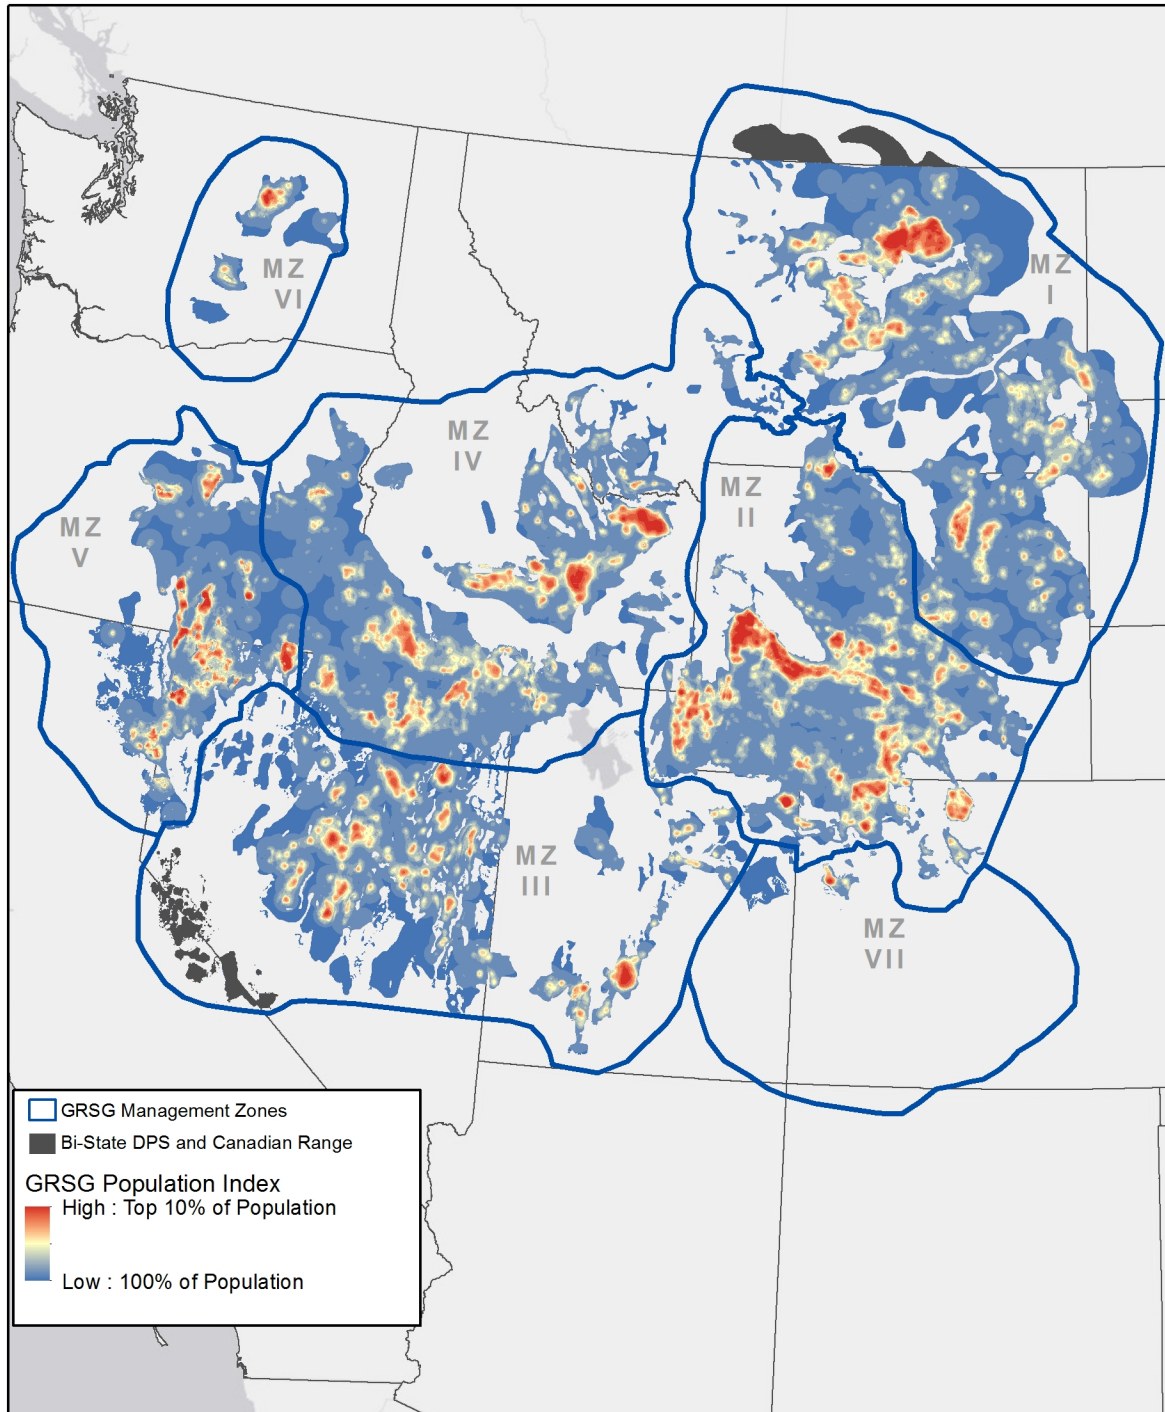 MZ
VI
MZ
I
MZ
IV
MZ
II
MZ
V
MZ
III
MZ
VII
GRSG Management Zones
Bi-State DPS and Canadian Range
GRSG Population Index
High : Top 10% of Population
Low : 100% of Population